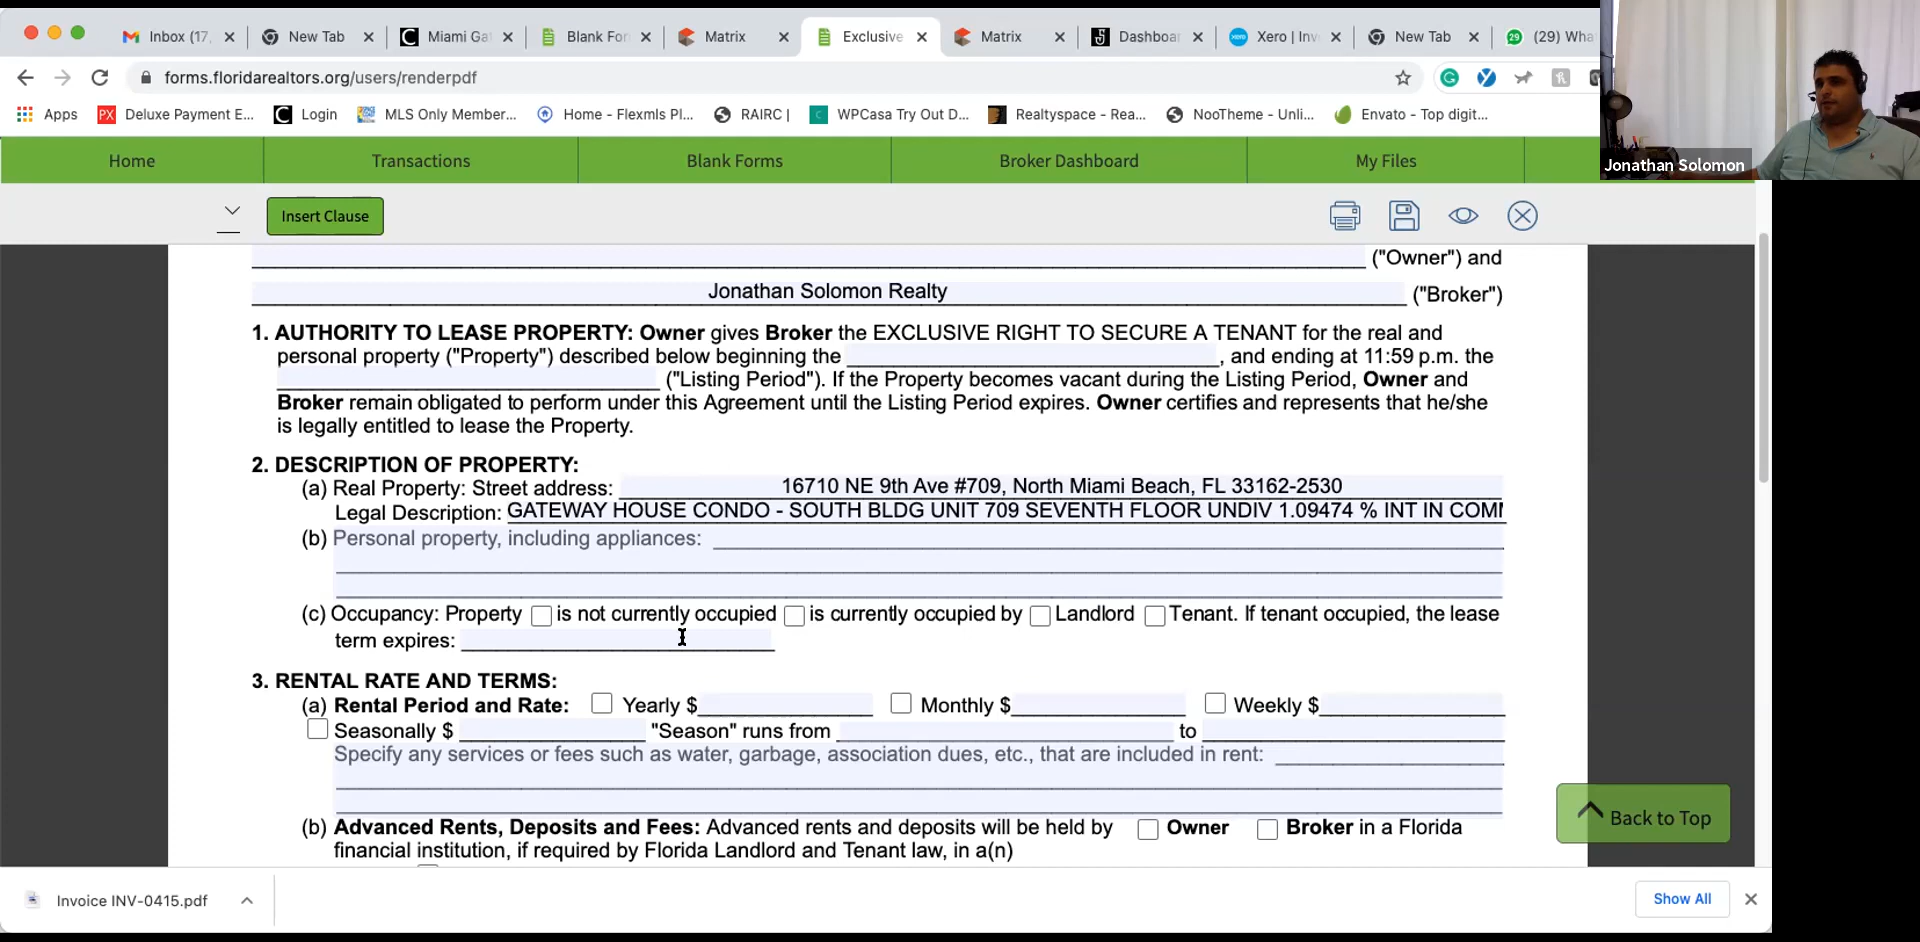 Inbox (17,
New Tab
Miami Ga
Blank For
Matrix
Exclusive
Matrix
Dashboar
Xero | Inv
New Tab
29
(29) Wha
forms.floridarealtors.org/users/renderpdf
Apps
PX
Deluxe Payment E...
Login
MLS Only Member...
Home - Flexmls Pl...
RAIRC |
WPCasa Try Out D...
Realtyspace - Rea...
NooTheme - Unli...
Envato - Top digit...
Jonathan Solomon
Home
Transactions
Blank Forms
Broker Dashboard
My Files
Insert Clause
("Owner") and
Jonathan Solomon Realty ("Broker")
1. AUTHORITY TO LEASE PROPERTY: Owner gives Broker the EXCLUSIVE RIGHT TO SECURE A TENANT for the real and
personal property ("Property") described below beginning the , and ending at 11:59 p.m. the
("Listing Period"). If the Property becomes vacant during the Listing Period, Owner and
Broker remain obligated to perform under this Agreement until the Listing Period expires. Owner certifies and represents that he/she
is legally entitled to lease the Property.
2. DESCRIPTION OF PROPERTY:
(a) Real Property: Street address: 16710 NE 9th Ave #709, North Miami Beach, FL 33162-2530
Legal Description: GATEWAY HOUSE CONDO - SOUTH BLDG UNIT 709 SEVENTH FLOOR UNDIV 1.09474 % INT IN COM
(b) Personal property, including appliances:
(c) Occupancy: Property is not currently occupied is currently occupied by Landlord Tenant. If tenant occupied, the lease
term expires:
3. RENTAL RATE AND TERMS:
(a) Rental Period and Rate: Yearly $ Monthly $ Weekly $
Seasonally $ "Season" runs from to
Specify any services or fees such as water, garbage, association dues, etc., that are included in rent:
(b) Advanced Rents, Deposits and Fees: Advanced rents and deposits will be held by Owner Broker in a Florida
financial institution, if required by Florida Landlord and Tenant law, in a(n)
Back to Top
Invoice INV-0415.pdf
Show All